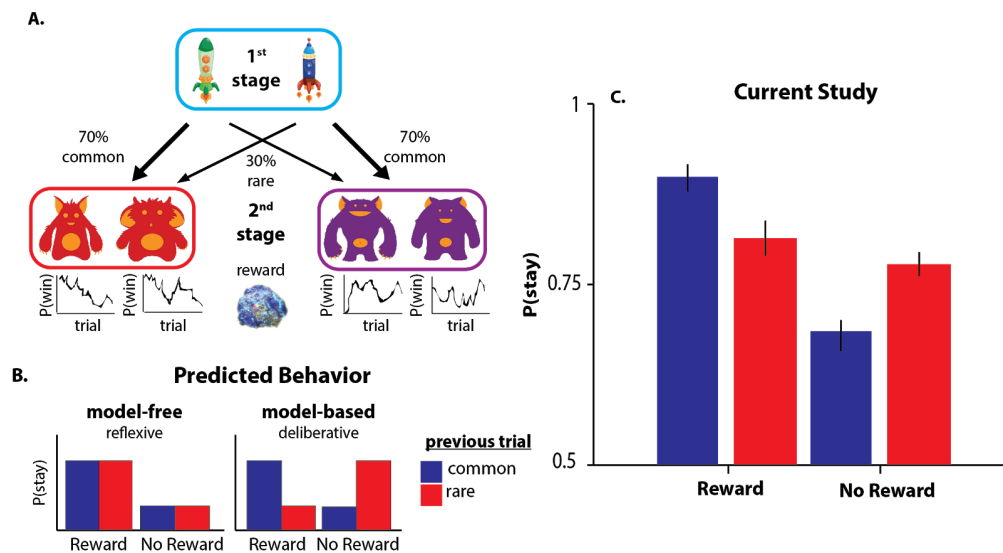 A.
1st
stage
70%
common
70%
common
30%
rare
2nd
stage
reward
P(win)
trial
P(win)
trial
P(win)
trial
P(win)
trial
B.
Predicted Behavior
model-free
reflexive
model-based
deliberative
P(stay)
Reward
No Reward
Reward
No Reward
previous trial
common
rare
C.
Current Study
P(stay)
1
0.75
0.5
Reward
No Reward